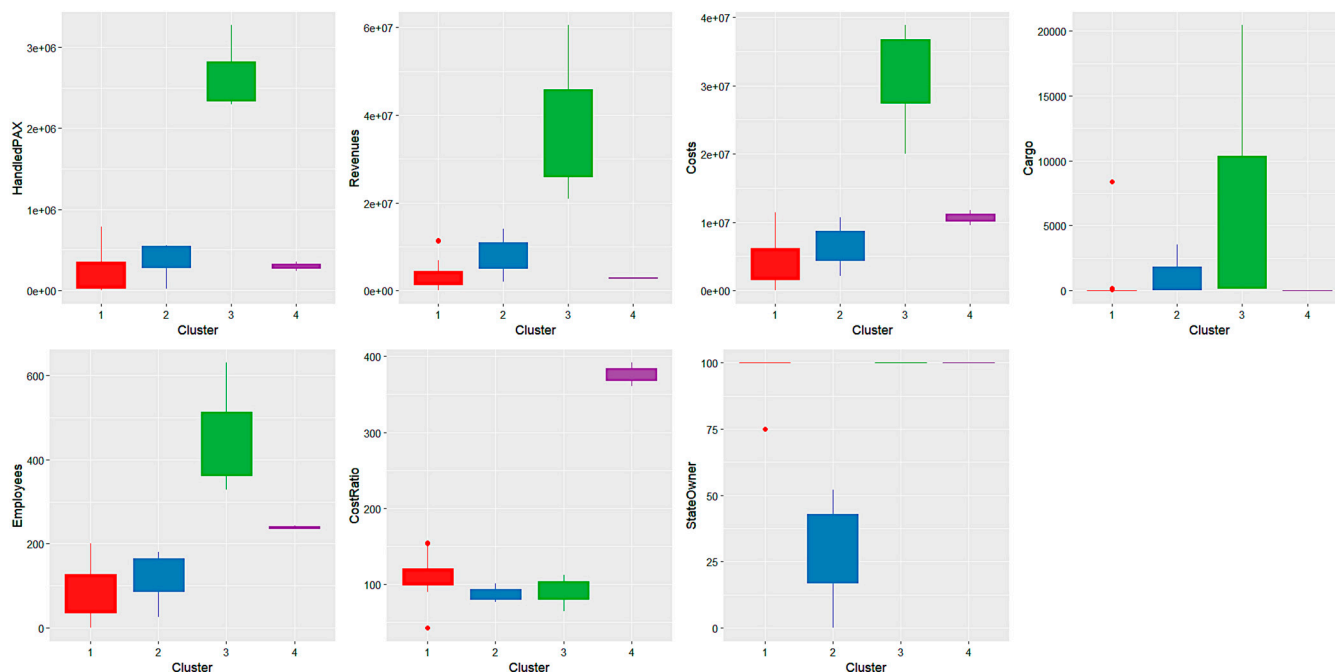 HandledPAX
3e+06
2e+06
1e+06
0e+00
1 2 3 4
Cluster
Revenues
6e+07
4e+07
2e+07
0e+00
1 2 3 4
Cluster
Costs
4e+07
3e+07
2e+07
1e+07
0e+00
1 2 3 4
Cluster
Cargo
20000
15000
10000
5000
0
1 2 3 4
Cluster
Employees
600
400
200
0
1 2 3 4
Cluster
CostRatio
400
300
200
100
1 2 3 4
Cluster
StateOwner
100
75
50
25
0
1 2 3 4
Cluster